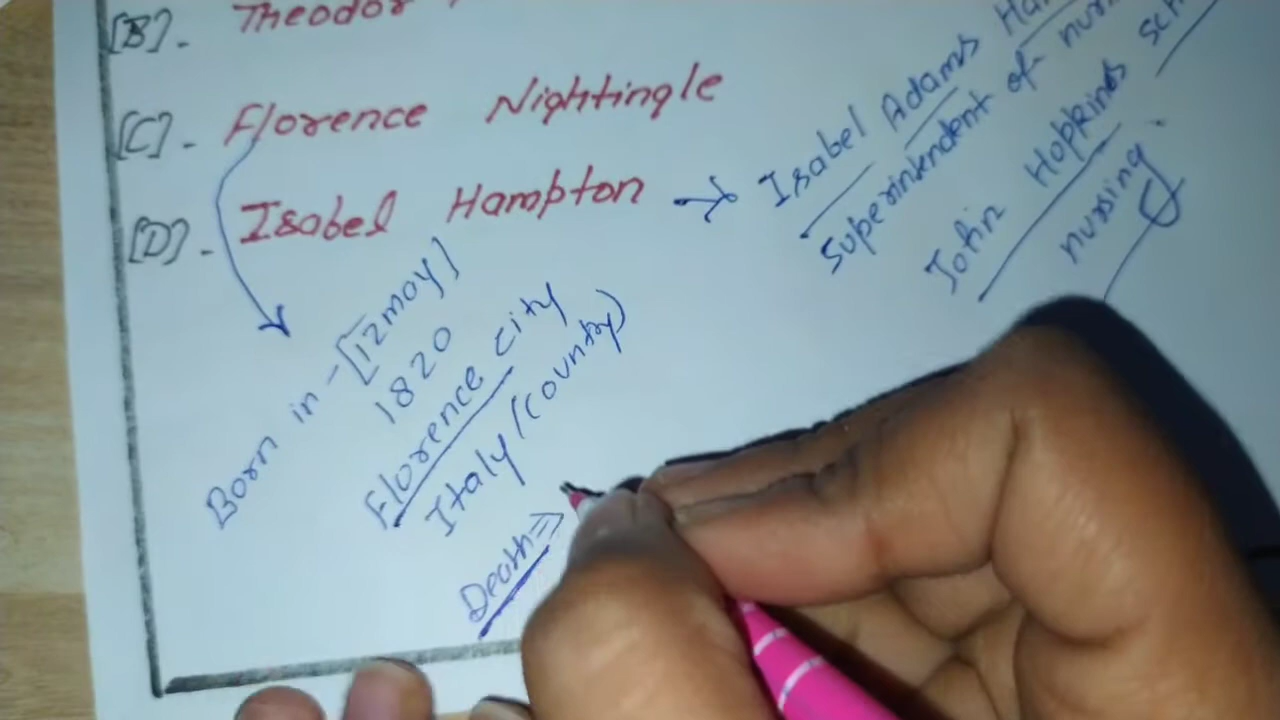 [B]. Theodor
[C]. Florence Nightingle
[D]. Isabel Hampton → Isabel Adams
Superintendent of
John Hopkins
nursing.
Born in - [12 may]
1820
Florence city
Italy (country)
Death ⇒